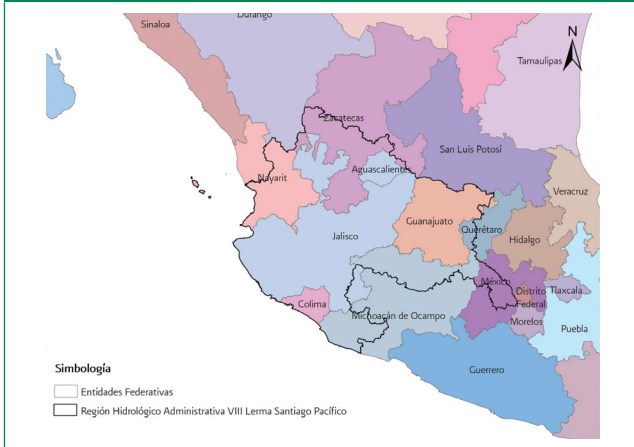 Durango
Sinaloa
N
Tamaulipas
Zacatecas
San Luis Potosí
Aguascalientes
Nayarit
Veracruz
Guanajuato
Querétaro
Jalisco
Hidalgo
México
Distrito
Federal
Tlaxcala
Colima
Michoacán de Ocampo
Morelos
Puebla
Guerrero
Simbología
Entidades Federativas
Región Hidrológico Administrativa VIII Lerma Santiago Pacífico